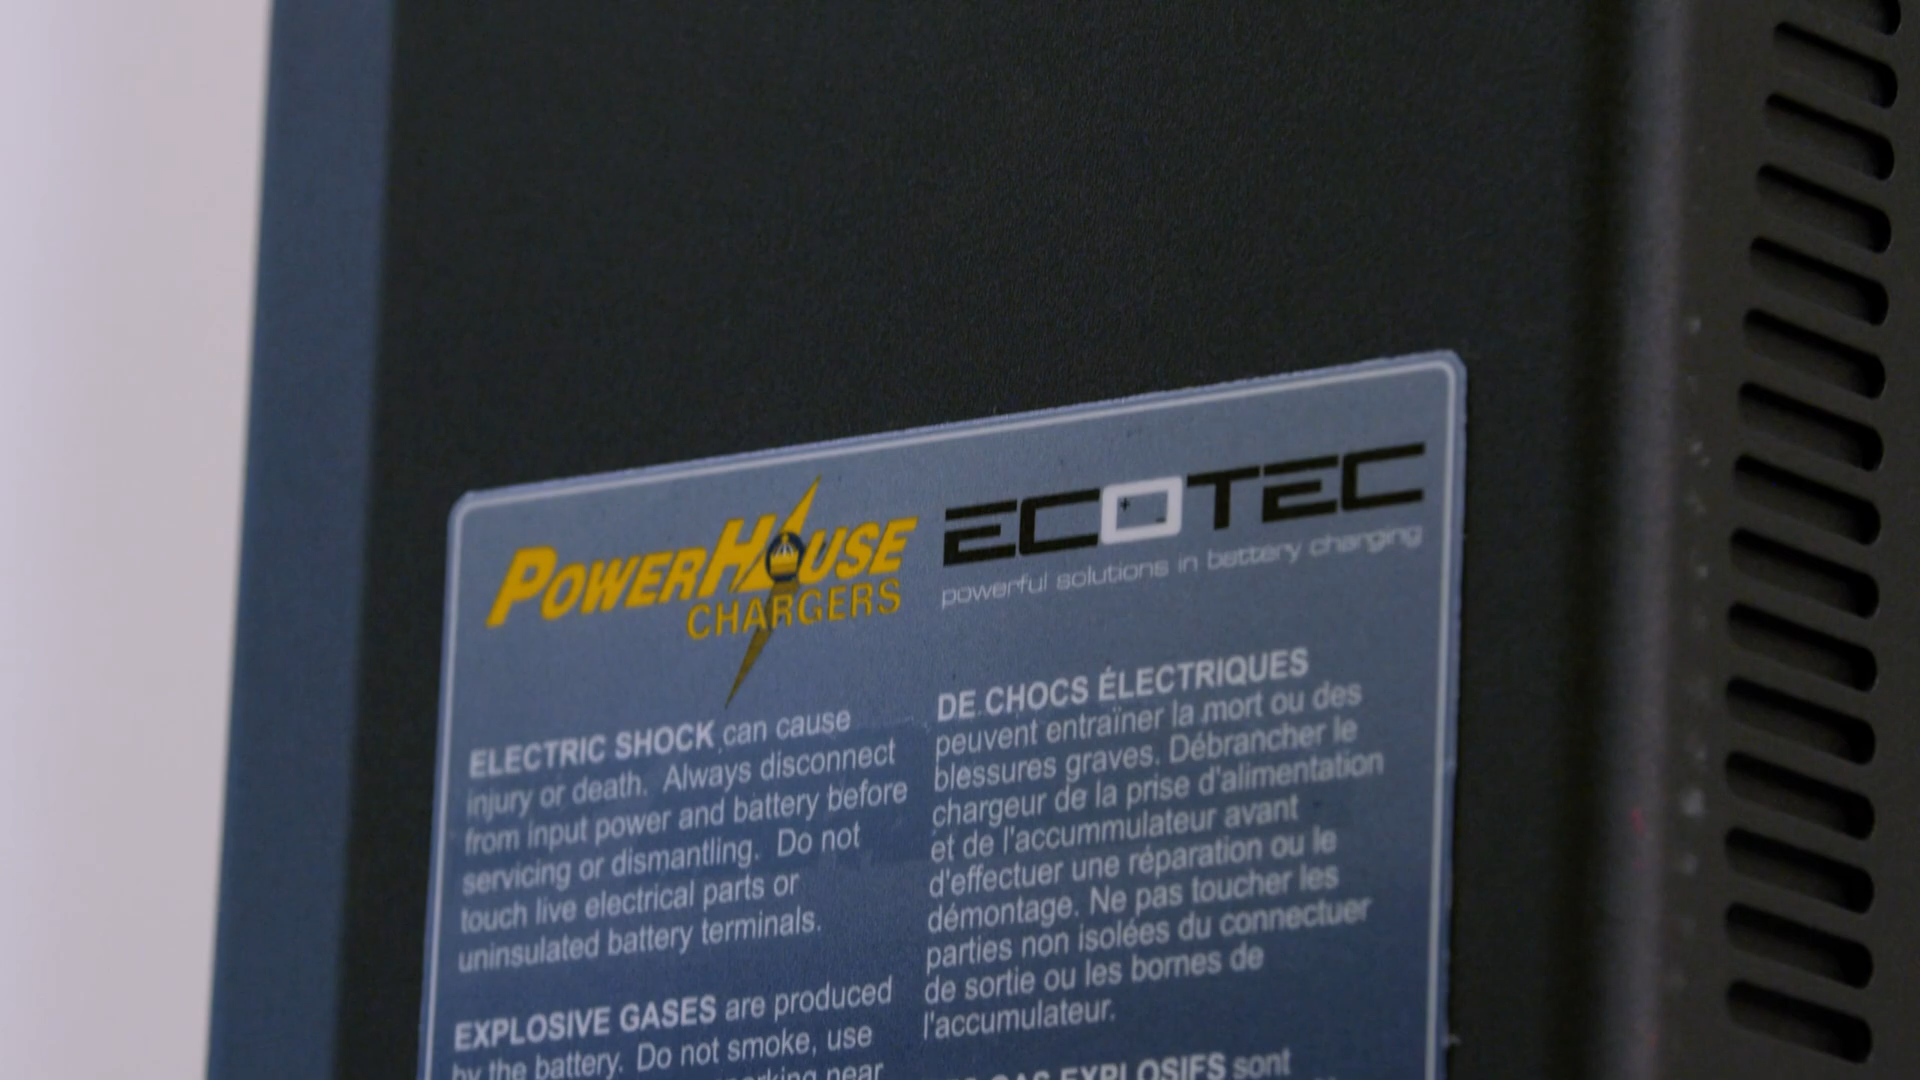 POWERHOUSE
CHARGERS
ECOTEC
powerful solutions in battery charging
ELECTRIC SHOCK can cause
injury or death. Always disconnect
from input power and battery before
servicing or dismantling. Do not
touch live electrical parts or
uninsulated battery terminals.
EXPLOSIVE GASES are produced
by the battery. Do not smoke, use
near
DE CHOCS ÉLECTRIQUES
peuvent entraîner la mort ou des
blessures graves. Débrancher le
chargeur de la prise d'alimentation
et de l'accummulateur avant
d'effectuer une réparation ou le
démontage. Ne pas toucher les
parties non isolées du connectuer
de sortie ou les bornes de
l'accumulateur.
GAS EXPLOSIFS sont